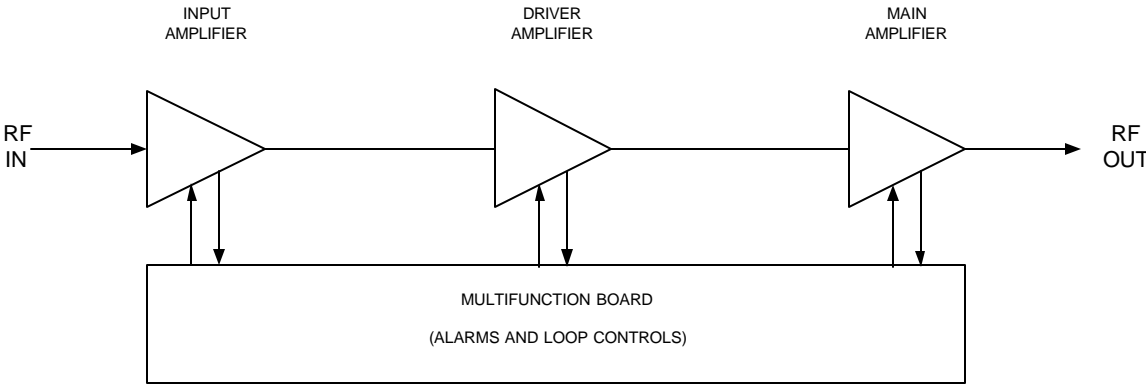 INPUT
AMPLIFIER
DRIVER
AMPLIFIER
MAIN
AMPLIFIER
RF
IN
RF
OUT
MULTIFUNCTION BOARD
(ALARMS AND LOOP CONTROLS)